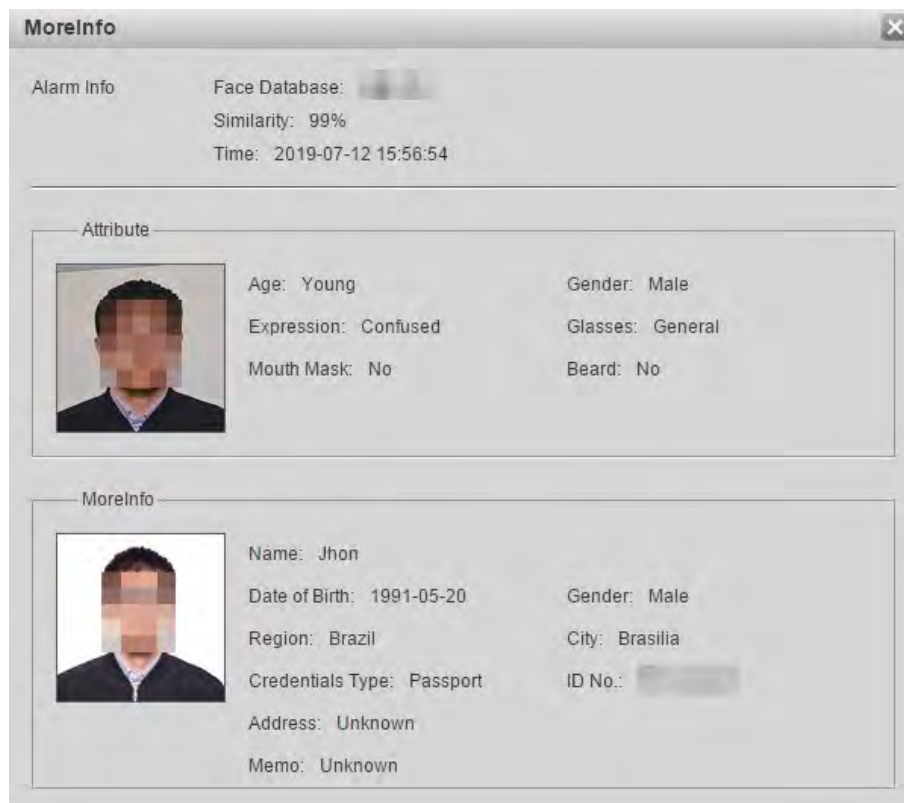 MoreInfo
Alarm Info Face Database:
Similarity: 99%
Time: 2019-07-12 15:56:54
Attribute
Age: Young Gender: Male
Expression: Confused Glasses: General
Mouth Mask: No Beard: No
MoreInfo
Name: Jhon
Date of Birth: 1991-05-20 Gender: Male
Region: Brazil City: Brasilia
Credentials Type: Passport ID No.:
Address: Unknown
Memo: Unknown